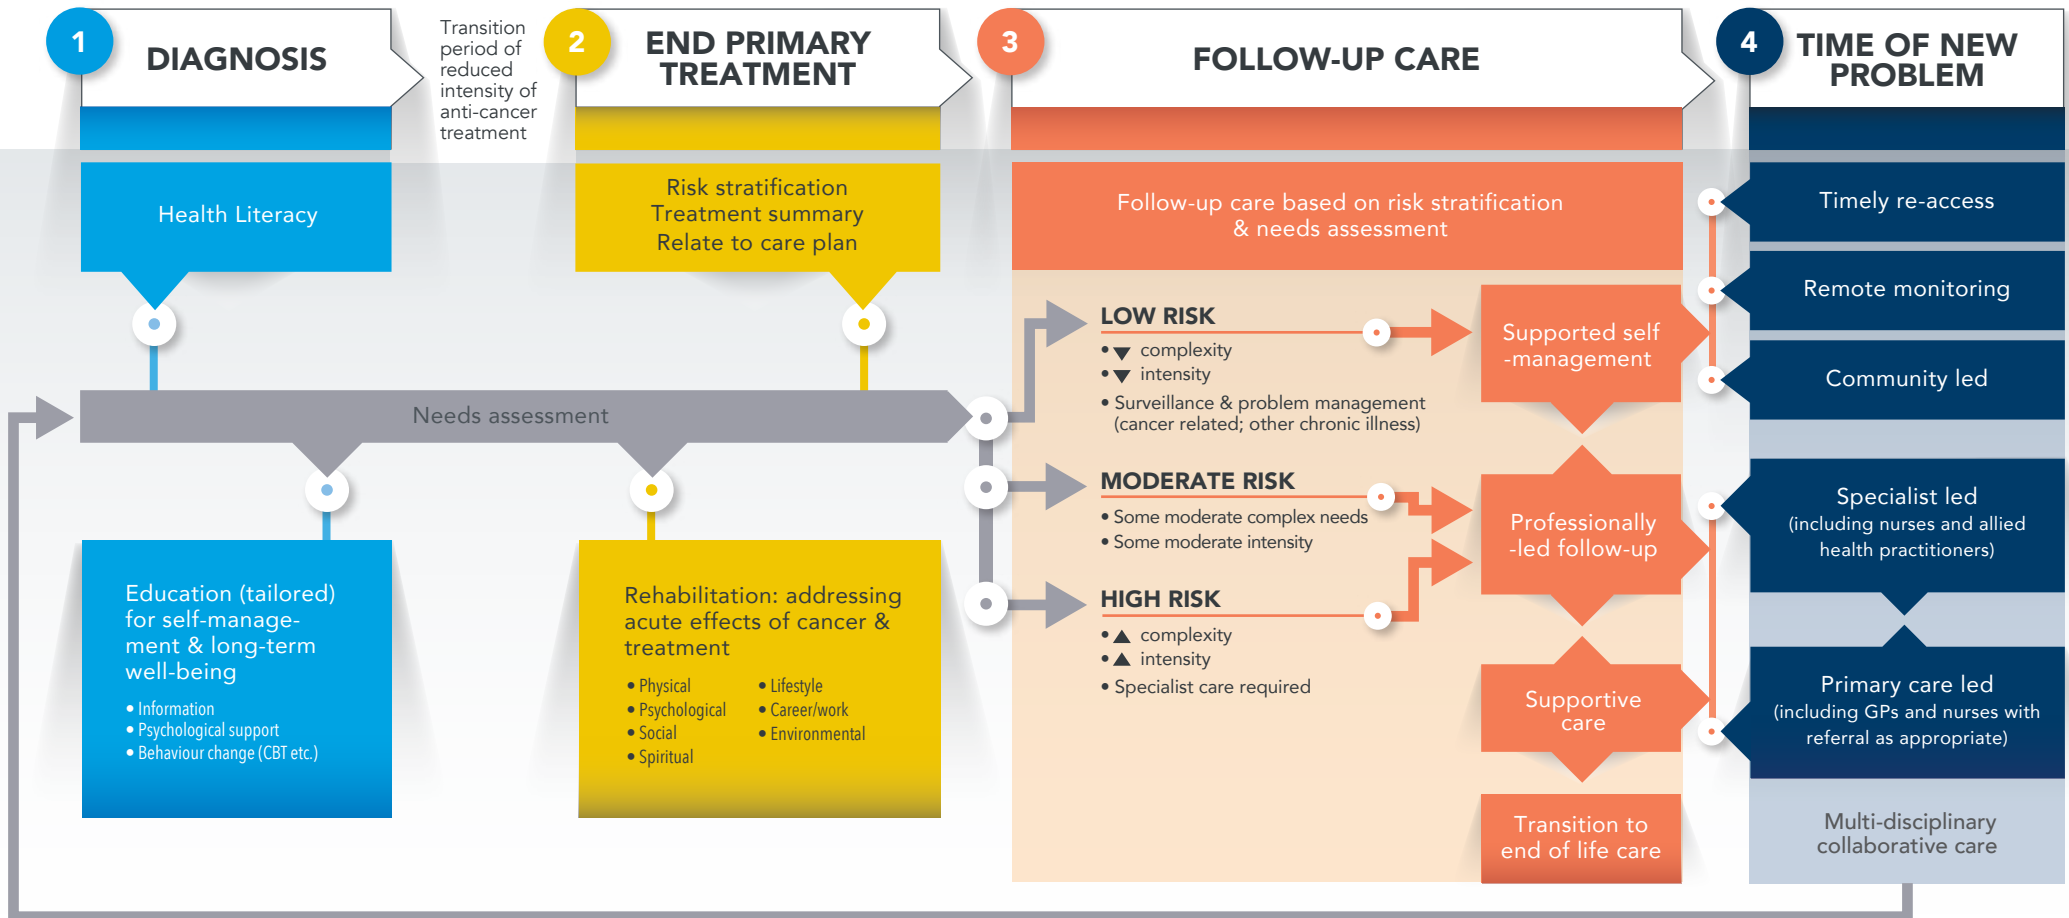 1
DIAGNOSIS
Transition
period of
reduced
intensity of
anti-cancer
treatment
2
END PRIMARY
TREATMENT
3
FOLLOW-UP CARE
4
TIME OF NEW
PROBLEM
Health Literacy
Risk stratification
Treatment summary
Relate to care plan
Follow-up care based on risk stratification
& needs assessment
Timely re-access
Remote monitoring
Community led
Needs assessment
LOW RISK
• ▼ complexity
• ▼ intensity
• Surveillance & problem management
(cancer related; other chronic illness)
Supported self
-management
MODERATE RISK
• Some moderate complex needs
• Some moderate intensity
Professionally
-led follow-up
HIGH RISK
• ▲ complexity
• ▲ intensity
• Specialist care required
Supportive
care
Transition to
end of life care
Specialist led
(including nurses and allied
health practitioners)
Primary care led
(including GPs and nurses with
referral as appropriate)
Multi-disciplinary
collaborative care
Education (tailored)
for self-manage-
ment & long-term
well-being
• Information
• Psychological support
• Behaviour change (CBT etc.)
Rehabilitation: addressing
acute effects of cancer &
treatment
• Physical
• Psychological
• Social
• Spiritual
• Lifestyle
• Career/work
• Environmental